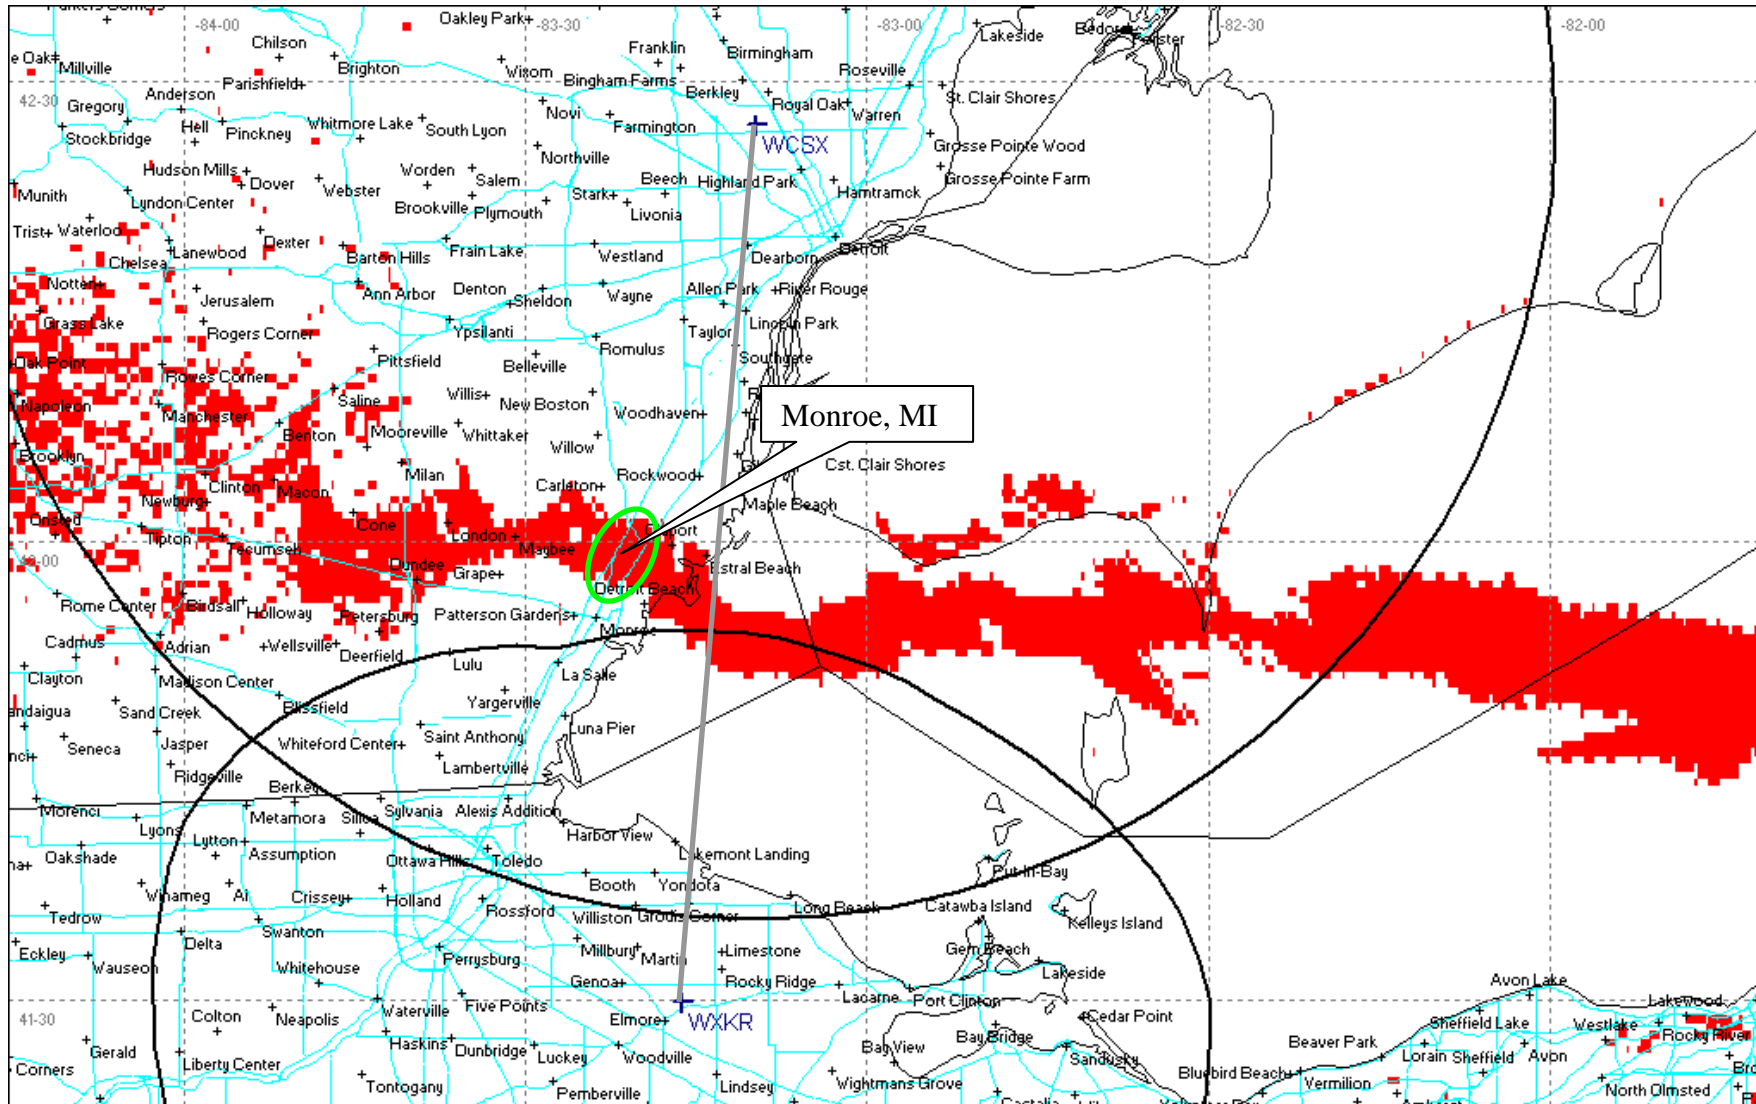 -84-00
-83-30
-83-00
-82-30
-82-00
Oakley Park
Chilson
Franklin
Birmingham
Lakeside
e Oak
Millville
Brighton
Wixom
Bingham Farms
Roseville
Parishfield
Berkley
42-30
Gregory
Anderson
Novi
Royal Oak
St. Clair Shores
Hell
Pinckney
Whitmore Lake
South Lyon
Farmington
Warren
Stockbridge
WCSX
Grosse Pointe Wood
Northville
Hudson Mills
Dover
Webster
Worden
Salem
Beech
Highland Park
Hamtramck
Grosse Pointe Farm
Munith
Lyndon Center
Brookville
Plymouth
Stark
Livonia
Trist
Waterloo
Lanewood
Dexter
Barton Hills
Frain Lake
Westland
Dearborn
Detroit
Chelsea
Notten
Jerusalem
Ann Arbor
Denton
Sheldon
Wayne
Allen Park
River Rouge
Grass Lake
Rogers Corner
Ypsilanti
Taylor
Lincoln Park
Romulus
Southgate
Oak Point
Rowes Corner
Pittsfield
Belleville
Napoleon
Manchester
Saline
Willis
New Boston
Woodhaven
Monroe, MI
Benton
Mooreville
Whittaker
Willow
Brooklyn
Clinton
Macon
Milan
Carleton
Rockwood
Cst. Clair Shores
Newburg
Maple Beach
Onsted
Tipton
Tecumseh
Cone
London
Maybee
Estral Beach
Dundee
Grape
Detroit Beach
Rome Center
Birdsall
Holloway
Petersburg
Patterson Gardens
Monroe
Cadmus
Adrian
Wellsville
Deerfield
Lulu
La Salle
Clayton
Madison Center
Yargerville
andaigua
Sand Creek
Blissfield
Luna Pier
Seneca
Jasper
Whiteford Center
Saint Anthony
Ridgeville
Lambertville
Berkey
Morenci
Lyons
Metamora
Silica
Sylvania
Alexis Addition
Harbor View
Oakshade
Lytton
Assumption
Ottawa Hills
Toledo
Lakemont Landing
Put-In-Bay
Winameg
Ai
Crissey
Holland
Rossford
Booth
Yondota
Long Beach
Catawba Island
Kelleys Island
Tedrow
Swanton
Williston
Grodis Corner
Eckley
Delta
Wauseon
Whitehouse
Perrysburg
Millbury
Martin
Limestone
Gem Beach
Lakeside
Genoa
Rocky Ridge
Lacarne
Port Clinton
Avon Lake
Lakewood
41-30
Colton
Neapolis
Waterville
Five Points
Elmore
WXKR
Cedar Point
Sheffield Lake
Westlake
Rocky River
Gerald
Liberty Center
Haskins
Dunbridge
Luckey
Woodville
Bay View
Bay Bridge
Sandusky
Beaver Park
Lorain
Sheffield
Avon
Corners
Tontogany
Pemberville
Lindsey
Wightmans Grove
Bluebird Beach
Vermilion
North Olmsted